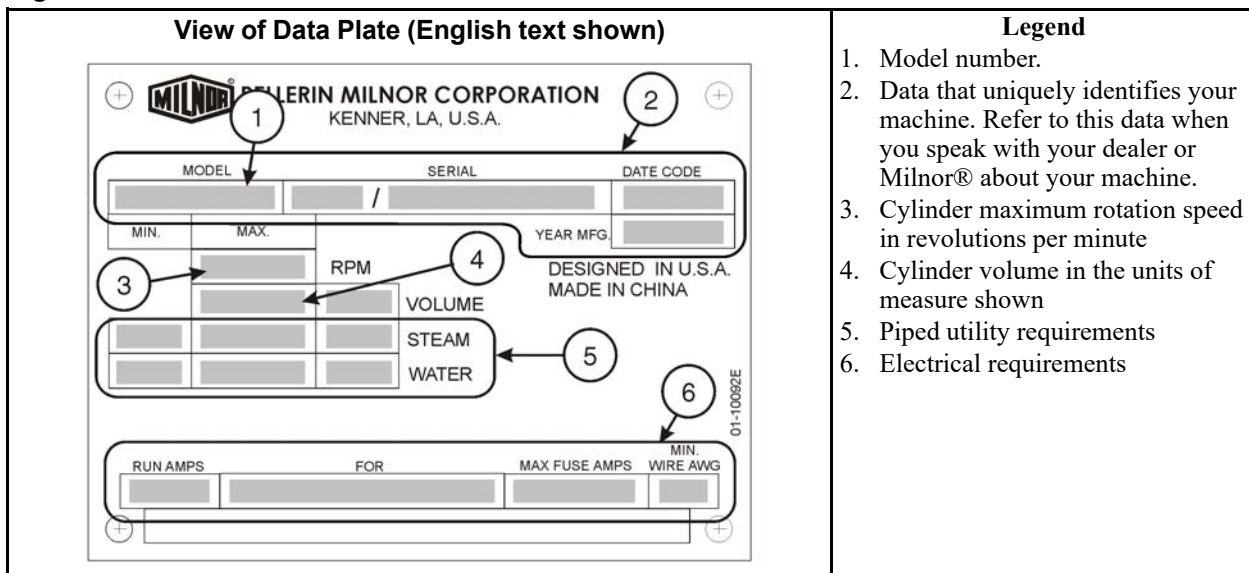 View of Data Plate (English text shown)
MILNOR®
LERIN MILNOR CORPORATION
KENNER, LA, U.S.A.
1
2
MODEL
SERIAL
DATE CODE
/
MIN.
MAX.
YEAR MFG.
3
RPM
4
DESIGNED IN U.S.A.
MADE IN CHINA
VOLUME
STEAM
5
WATER
6
01-10092E
RUN AMPS
FOR
MAX FUSE AMPS
MIN.
WIRE AWG
Legend
1. Model number.
2. Data that uniquely identifies your
machine. Refer to this data when
you speak with your dealer or
Milnor® about your machine.
3. Cylinder maximum rotation speed
in revolutions per minute
4. Cylinder volume in the units of
measure shown
5. Piped utility requirements
6. Electrical requirements